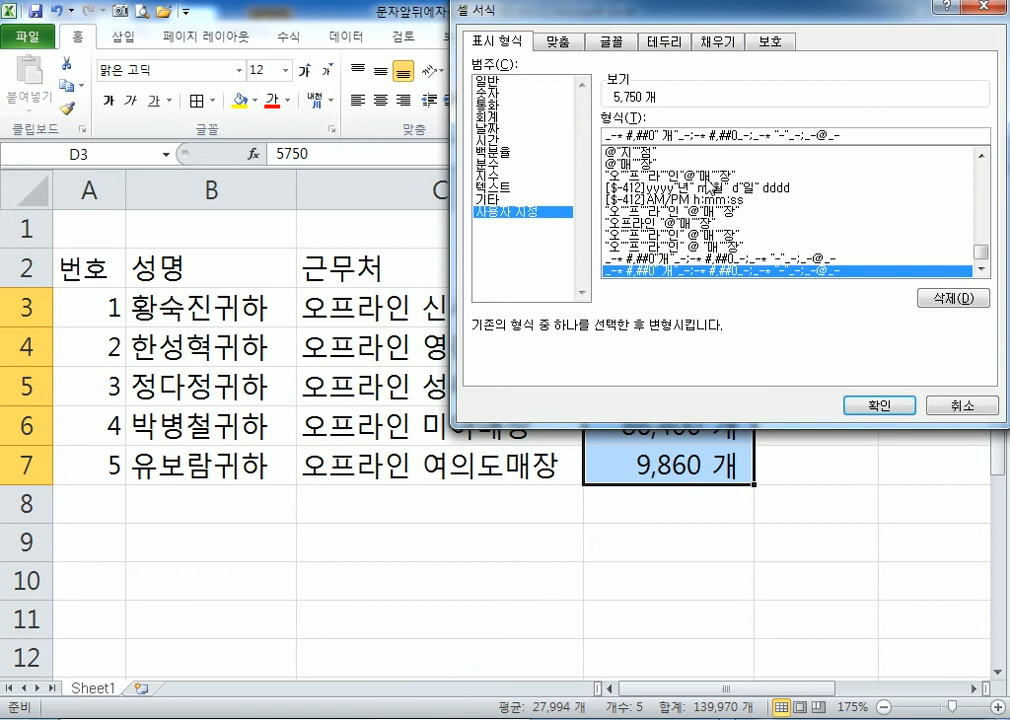 문자앞뒤에자
셀 서식
파일 홈 삽입 페이지 레이아웃 수식 데이터 검토
표시 형식 맞춤 글꼴 테두리 채우기 보호
붙여넣기
맑은 고딕 12
가 가
가 가 가 가 내천
클립보드 글꼴 맞춤
범주(C):
일반
숫자
통화
회계
날짜
시간
백분율
분수
지수
텍스트
기타
사용자 지정
보기
5,750 개
형식(T):
_-* #,##0" 개"_-;-* #,##0_-;_-* "-"_-;_-@_-
@"지""점"
@"매""장"
"오""프""라""인"@"매""장"
[$-412]yyyy"년" m"월" d"일" dddd
[$-412]AM/PM h:mm:ss
"오""프""라""인 "@"매""장"
"오프라인 "@"매""장"
"오""프""라""인" @"매""장"
"오""프""라""인" @ "매""장"
_-* #,##0"개"_-;-* #,##0_-;_-* "-"_-;_-@_-
_-* #,##0" 개"_-;-* #,##0_-;_-* "-"_-;_-@_-
삭제(D)
기존의 형식 중 하나를 선택한 후 변형시킵니다.
확인 취소
D3 fx 5750
A B C
1
2 번호 성명 근무처
3 1 황숙진귀하 오프라인 신
4 2 한성혁귀하 오프라인 영
5 3 정다정귀하 오프라인 성
6 4 박병철귀하 오프라인
7 5 유보람귀하 오프라인 여의도매장 9,860 개
8
9
10
11
12
Sheet1
준비 평균: 27,994 개 개수: 5 합계: 139,970 개 175%